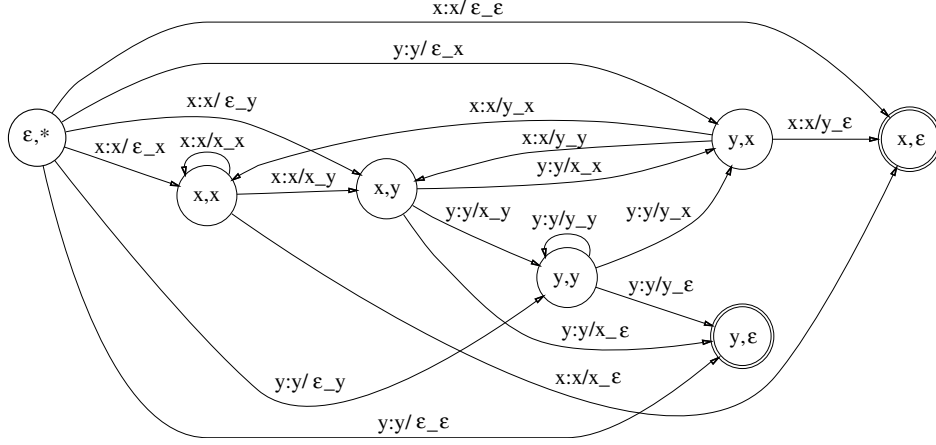 x:x/ ε_ε
y:y/ ε_x
x:x/ ε_y
x:x/y_x
ε,*
x:x/ ε_x
x:x/x_x
x:x/y_y
y,x
x:x/y_ε
x,ε
x,x
x:x/x_y
x,y
y:y/x_x
y:y/x_y
y:y/y_y
y:y/y_x
y,y
y:y/y_ε
y:y/x_ε
y,ε
y:y/ ε_y
x:x/x_ε
y:y/ ε_ε